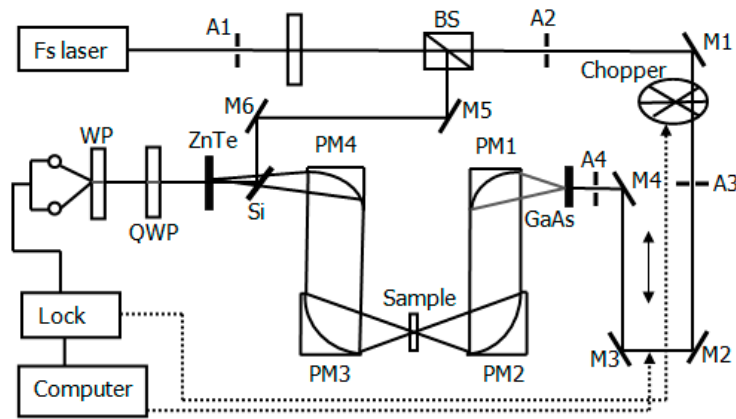 BS
A1
A2
M1
Fs laser
Chopper
M6
M5
WP
ZnTe
PM4
PM1
A4
M4
A3
Si
GaAs
QWP
Sample
Lock
M3
M2
PM3
PM2
Computer